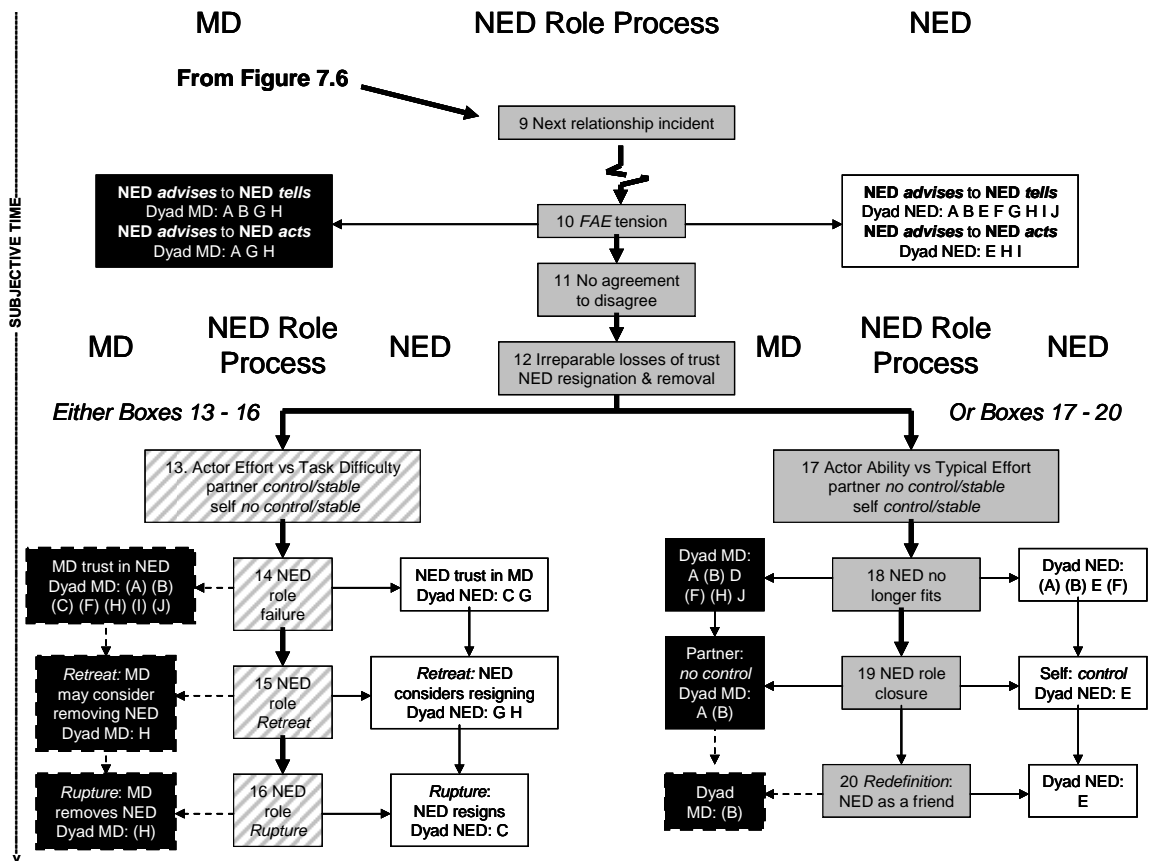 MD
NED Role Process
NED
From Figure 7.6
9 Next relationship incident
NED advises to NED tells
Dyad MD: A B G H
NED advises to NED acts
Dyad MD: A G H
10 FAE tension
NED advises to NED tells
Dyad NED: A B E F G H I J
NED advises to NED acts
Dyad NED: E H I
SUBJECTIVE TIME
11 No agreement
to disagree
MD
NED Role
Process
NED
12 Irreparable losses of trust
NED resignation & removal
MD
NED Role
Process
NED
Either Boxes 13 - 16
Or Boxes 17 - 20
13. Actor Effort vs Task Difficulty
partner control/stable
self no control/stable
17 Actor Ability vs Typical Effort
partner no control/stable
self control/stable
MD trust in NED
Dyad MD: (A) (B)
(C) (F) (H) (I) (J)
14 NED
role
failure
NED trust in MD
Dyad NED: C G
Dyad MD:
A (B) D
(F) (H) J
18 NED no
longer fits
Dyad NED:
(A) (B) E (F)
Retreat: MD
may consider
removing NED
Dyad MD: H
15 NED
role
Retreat
Retreat: NED
considers resigning
Dyad NED: G H
Partner:
no control
Dyad MD:
A (B)
19 NED role
closure
Self: control
Dyad NED: E
Rupture: MD
removes NED
Dyad MD: (H)
16 NED
role
Rupture
Rupture:
NED resigns
Dyad NED: C
Dyad
MD: (B)
20 Redefinition:
NED as a friend
Dyad NED:
E